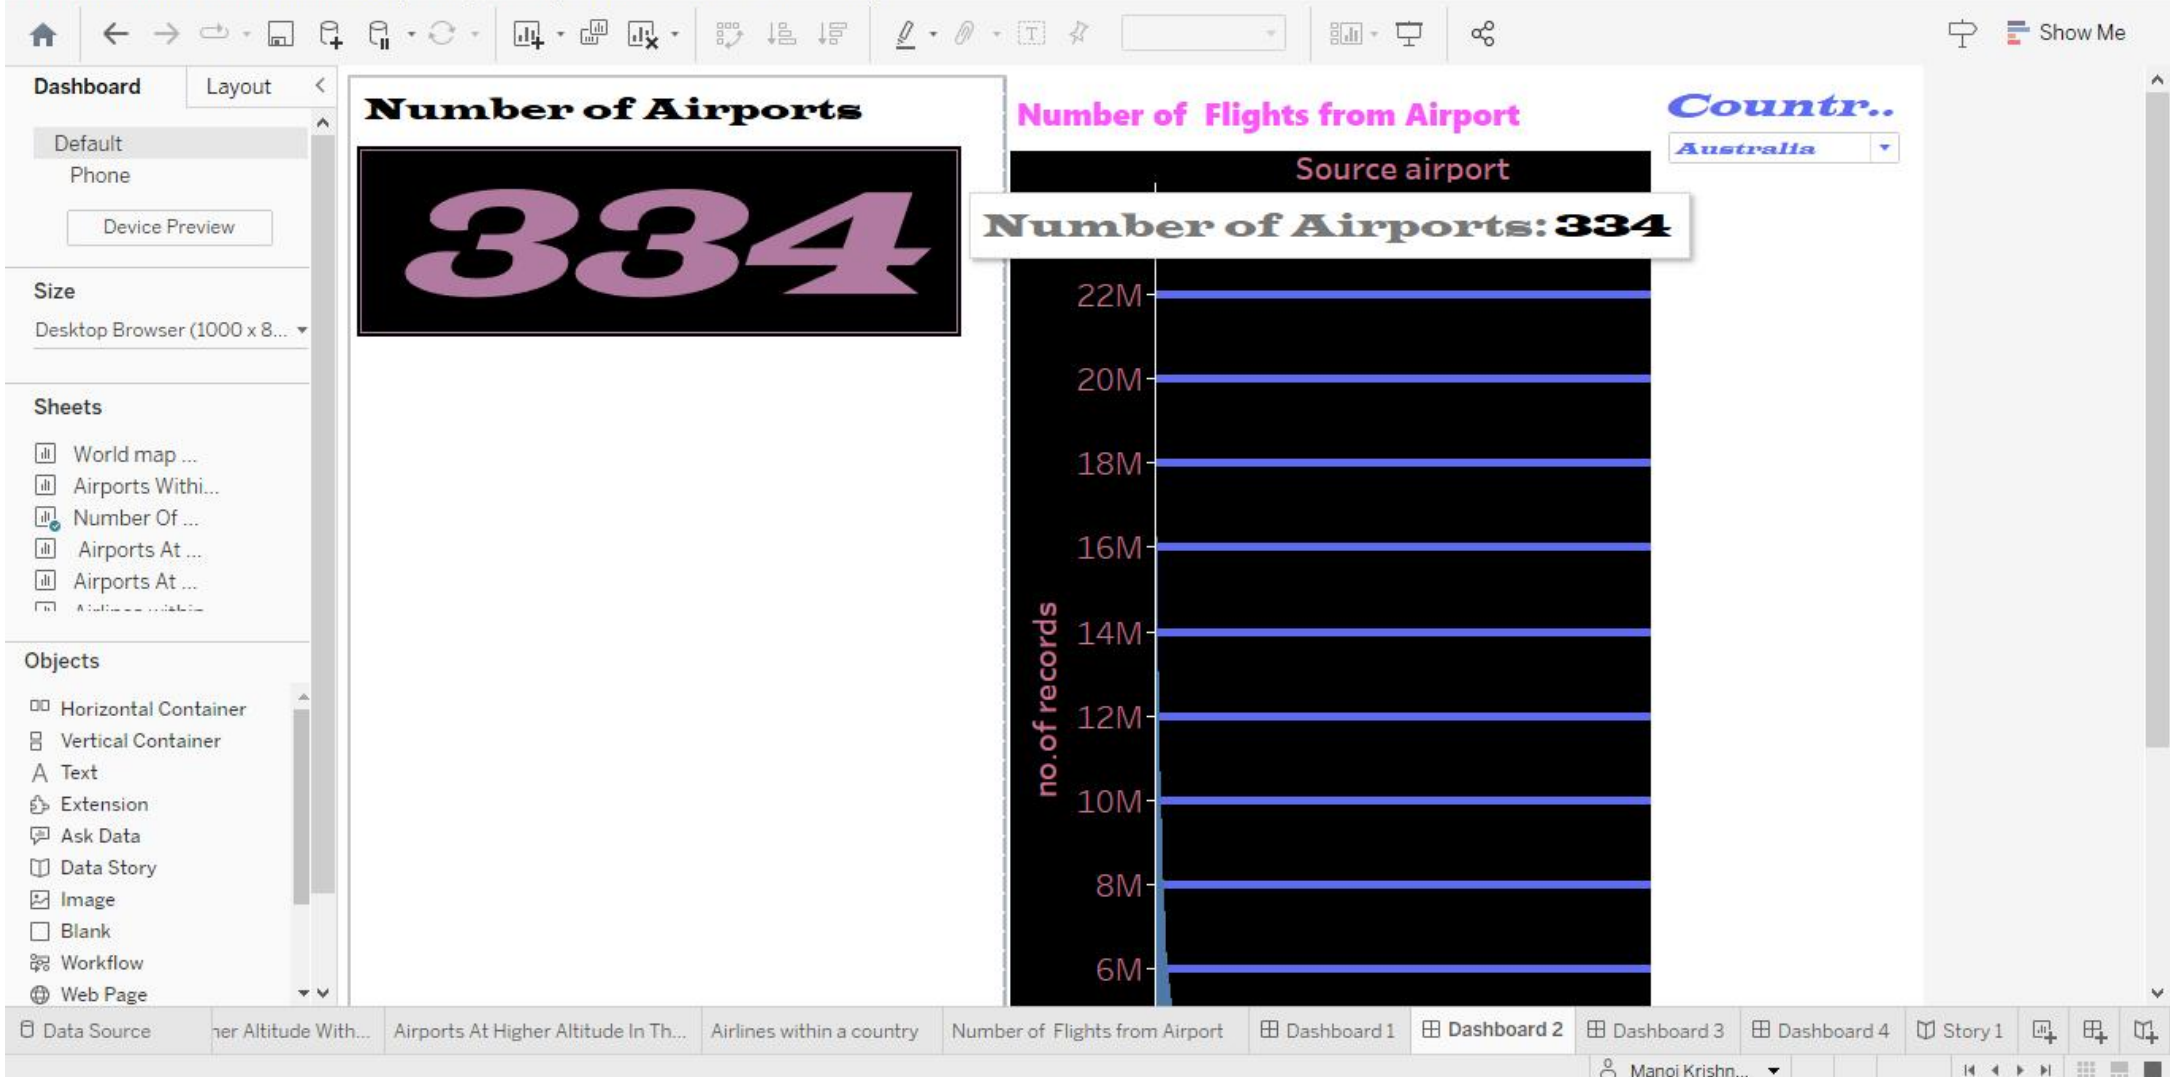 Show Me
Dashboard
Layout
Default
Phone
Device Preview
Size
Desktop Browser (1000 x 8...
Sheets
World map ...
Airports Withi...
Number Of ...
Airports At ...
Airports At ...
Objects
Horizontal Container
Vertical Container
Text
Extension
Ask Data
Data Story
Image
Blank
Workflow
Web Page
Number of Airports
334
Number of Flights from Airport
Source airport
Number of Airports: 334
22M
20M
18M
16M
14M
12M
10M
8M
6M
no.of records
Countr..
Australia
Data Source
ner Altitude With...
Airports At Higher Altitude In Th...
Airlines within a country
Number of Flights from Airport
Dashboard 1
Dashboard 2
Dashboard 3
Dashboard 4
Story 1
Manoj Krishn...